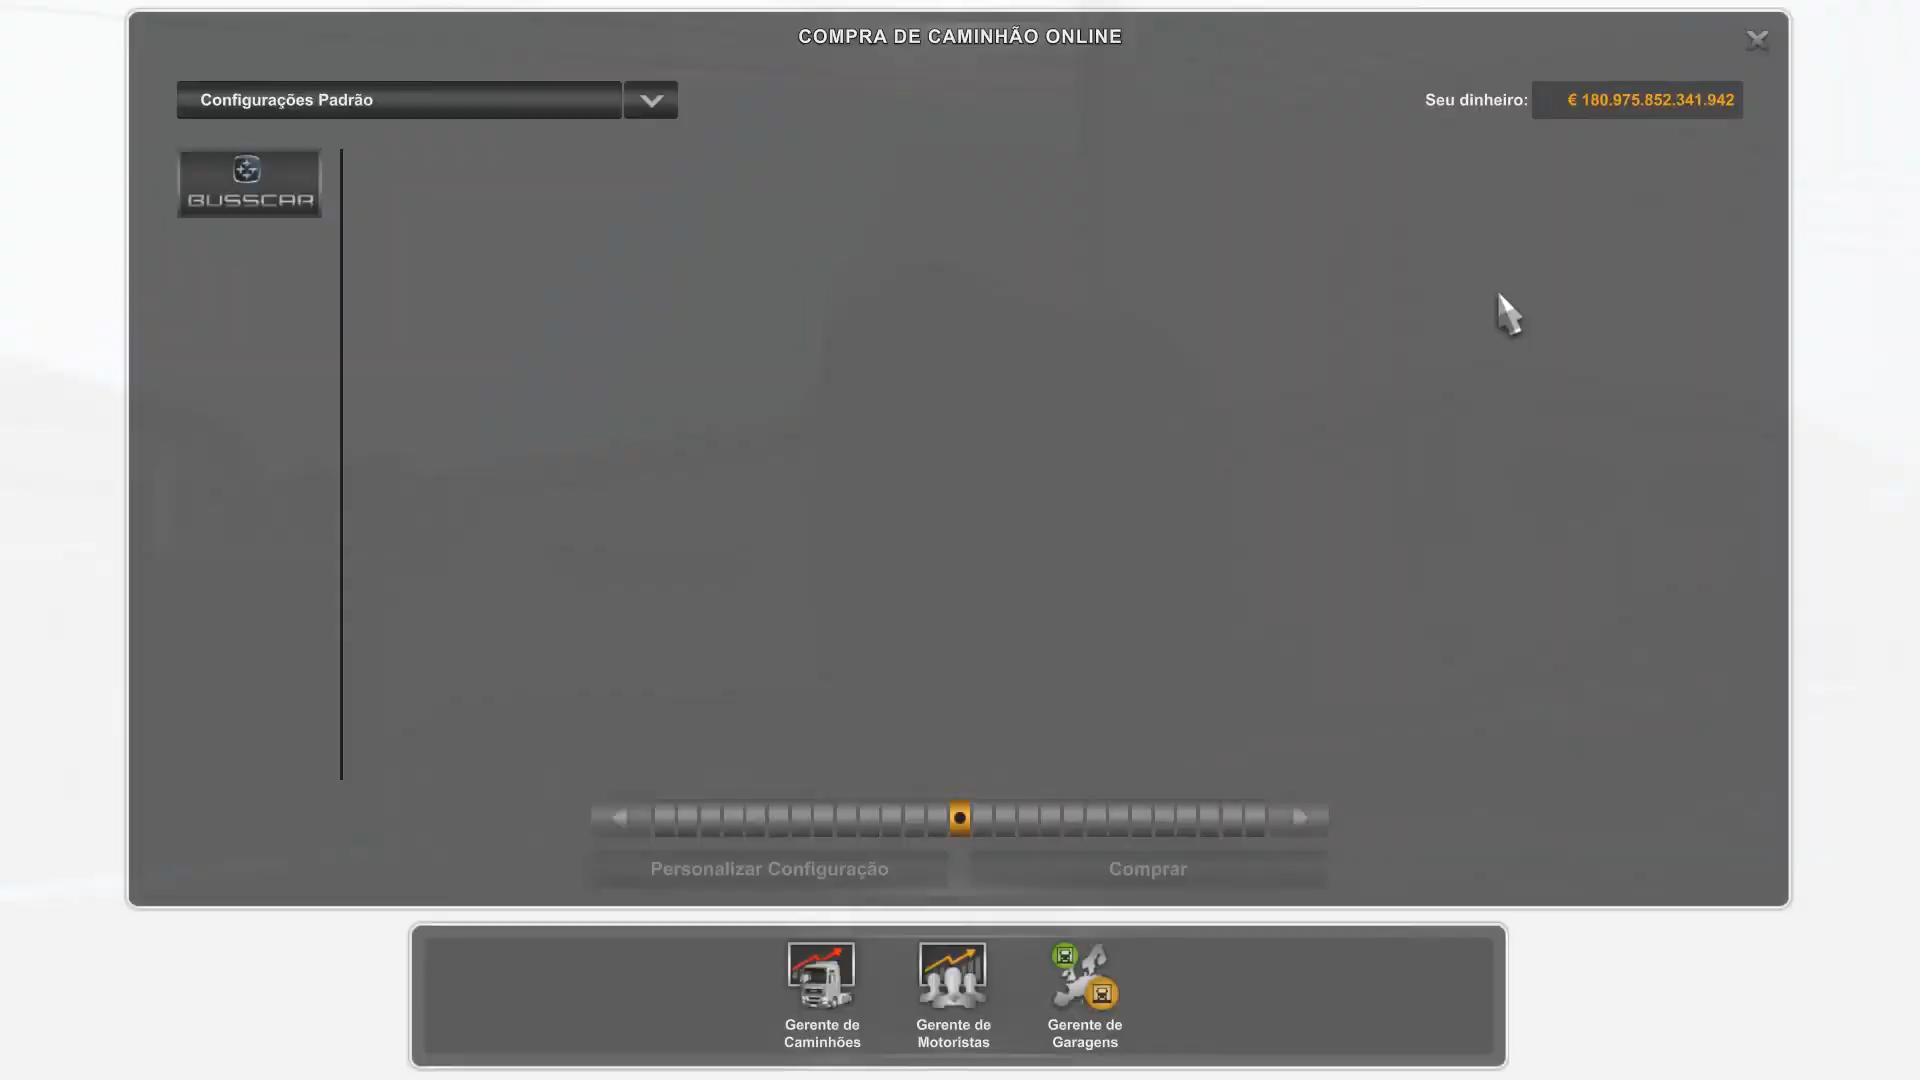 COMPRA DE CAMINHÃO ONLINE
Configurações Padrão
Seu dinheiro:
€ 180.975.852.341.942
BUSSCAR
Personalizar Configuração
Comprar
Gerente de
Caminhões
Gerente de
Motoristas
Gerente de
Garagens